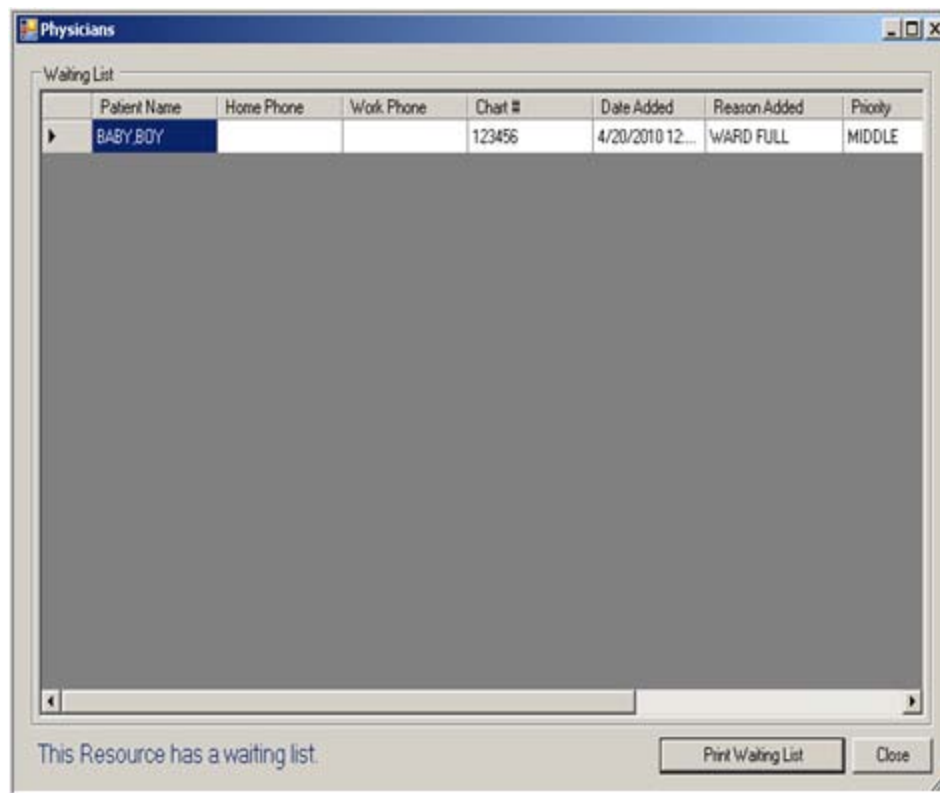 Physicians
Waiting List
Patient Name Home Phone Work Phone Chart # Date Added Reason Added Priority
BABY,BOY 123456 4/20/2010 12:... WARD FULL MIDDLE
This Resource has a waiting list. Print Waiting List Close